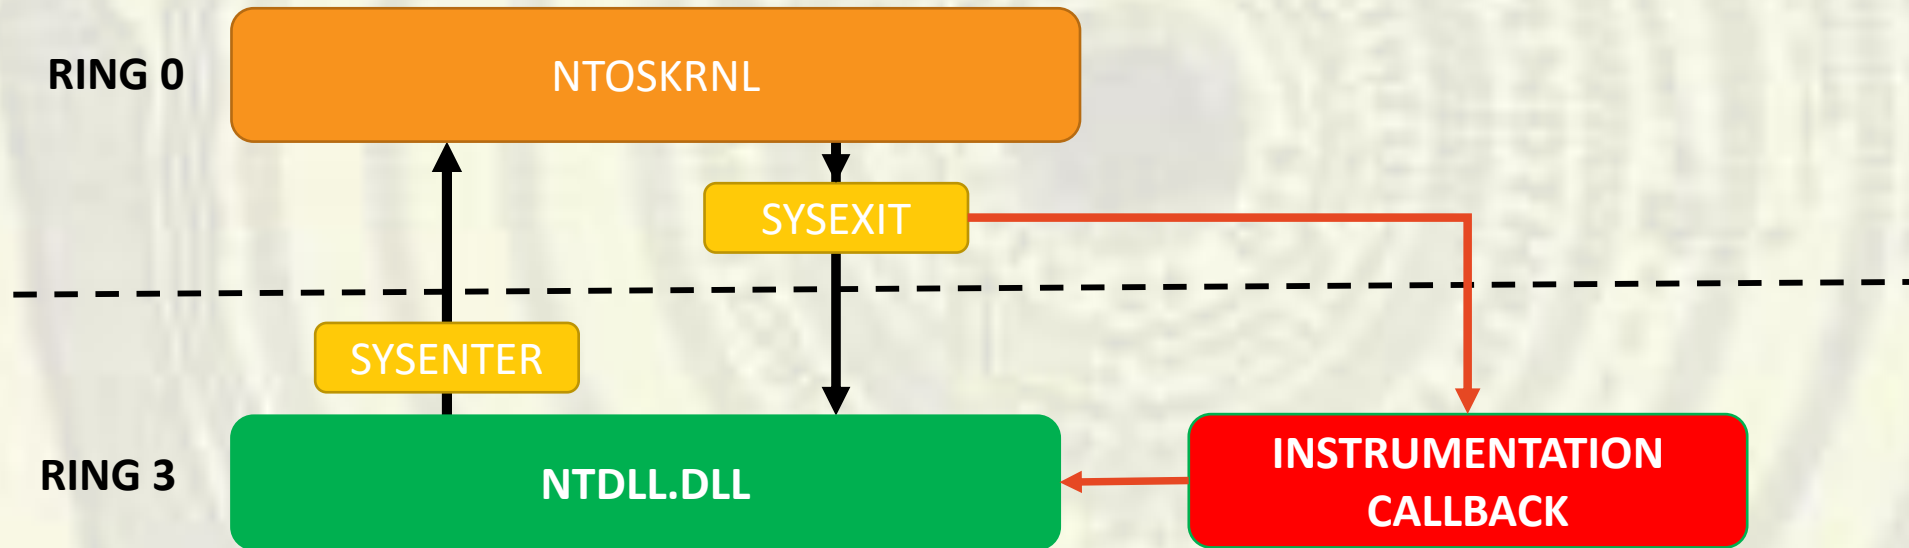 RING 0
NTOSKRNL
SYSEXIT
SYSENTER
RING 3
NTDLL.DLL
INSTRUMENTATION
CALLBACK